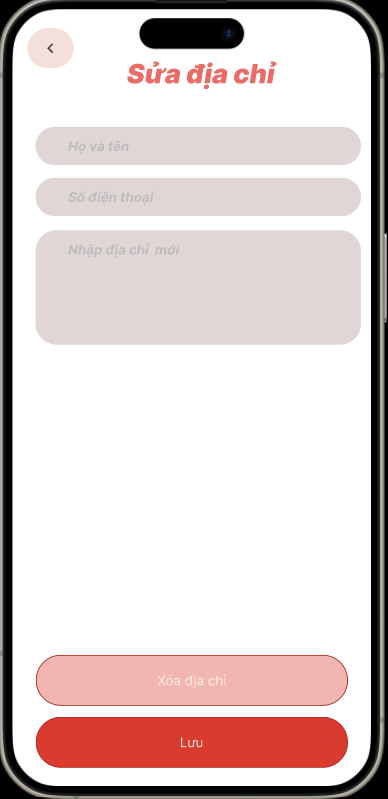 Sửa địa chỉ
Họ và tên
Số điện thoại
Nhập địa chỉ  mới
Xóa địa chỉ
Lưu